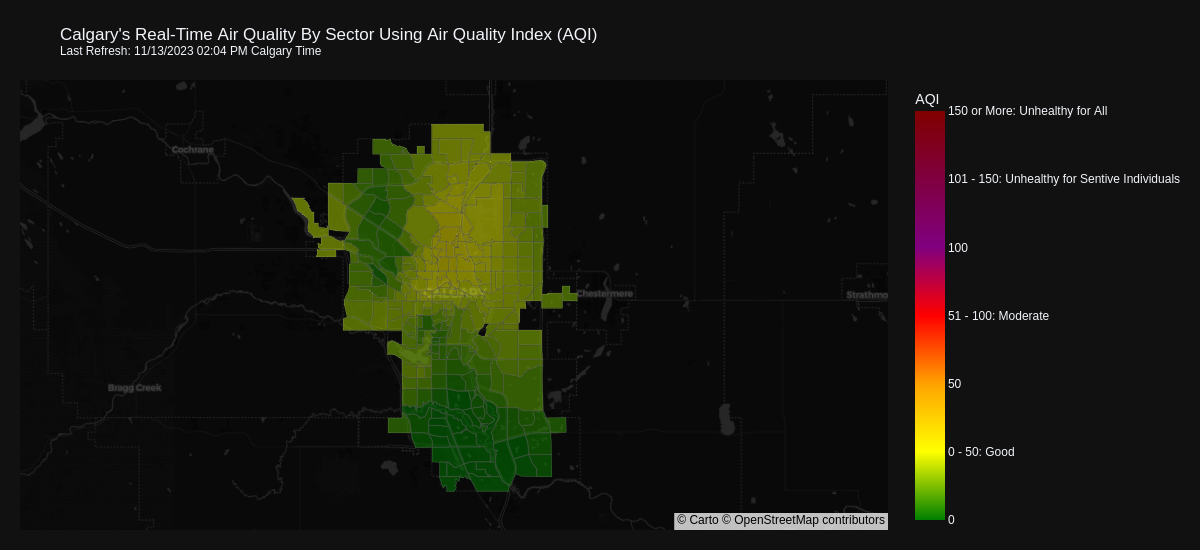 Calgary's Real-Time Air Quality By Sector Using Air Quality Index (AQI)
Last Refresh: 11/13/2023 02:04 PM Calgary Time
AQI
150 or More: Unhealthy for All
101 - 150: Unhealthy for Sentive Individuals
100
51 - 100: Moderate
50
0 - 50: Good
0
Cochrane
CALGARY
Chestermere
Strathmo
Bragg Creek
© Carto © OpenStreetMap contributors